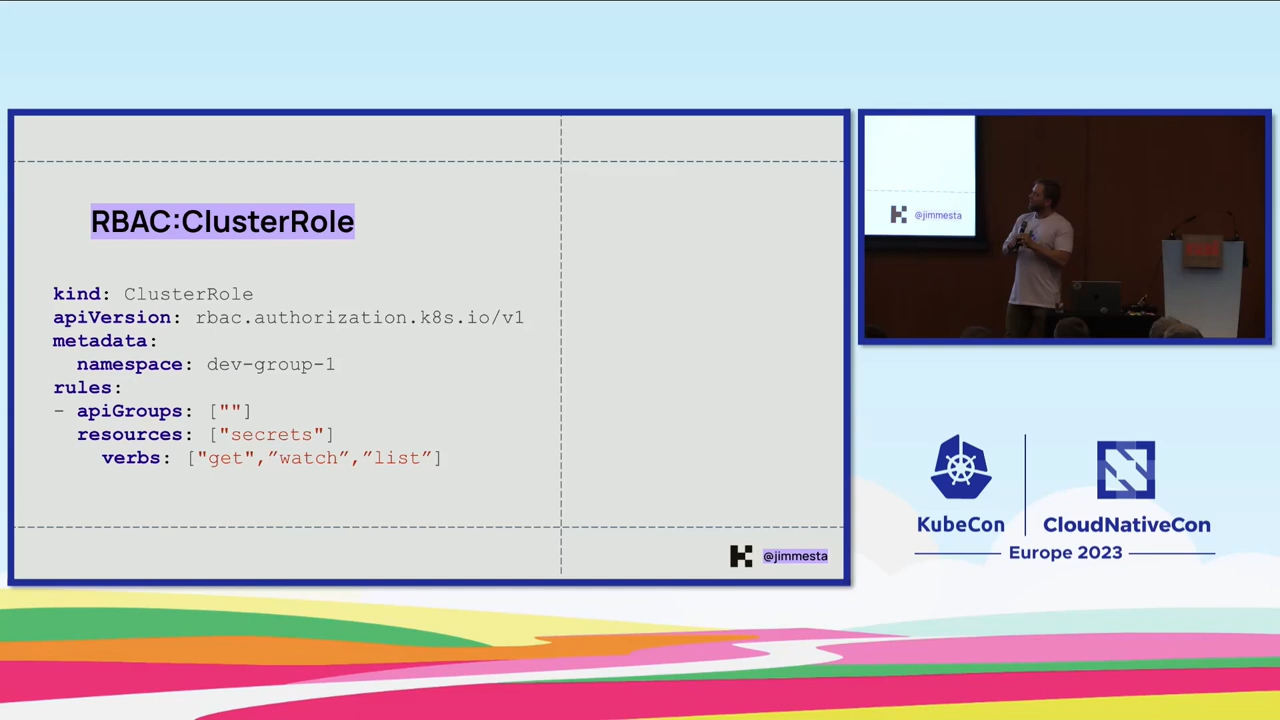 RBAC:ClusterRole
kind: ClusterRole
apiVersion: rbac.authorization.k8s.io/v1
metadata:
  namespace: dev-group-1
rules:
- apiGroups: [""]
  resources: ["secrets"]
    verbs: ["get",”watch”,”list”]
@jimmesta
@jimmesta
KubeCon
CloudNativeCon
Europe 2023